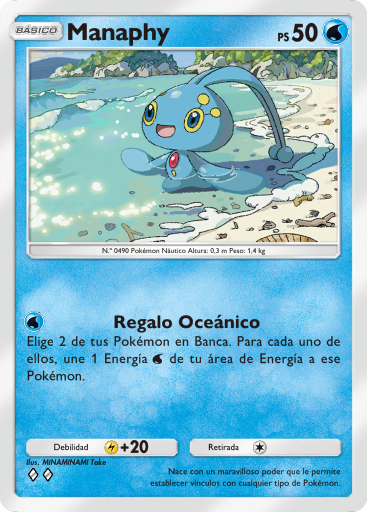 BÁSICO Manaphy PS 50
N.º 0490 Pokémon Náutico Altura: 0,3 m Peso: 1,4 kg
Regalo Oceánico
Elige 2 de tus Pokémon en Banca. Para cada uno de
ellos, une 1 Energía de tu área de Energía a ese
Pokémon.
Debilidad +20 Retirada
Ilus. MINAMINAMI Take
Nace con un maravilloso poder que le permite
establecer vínculos con cualquier tipo de Pokémon.